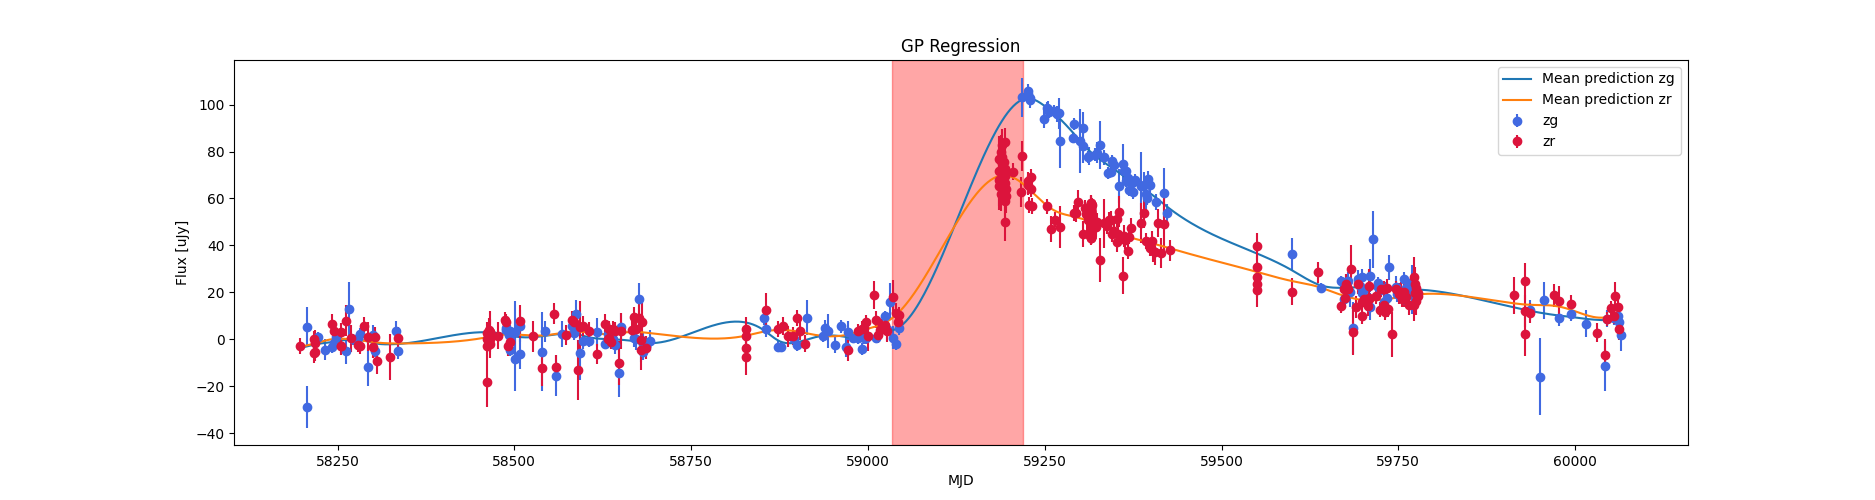 GP Regression
Flux [uJy]
100
80
60
40
20
0
−20
−40
58250 58500 58750 59000 59250 59500 59750 60000
MJD
Mean prediction zg
Mean prediction zr
zg
zr